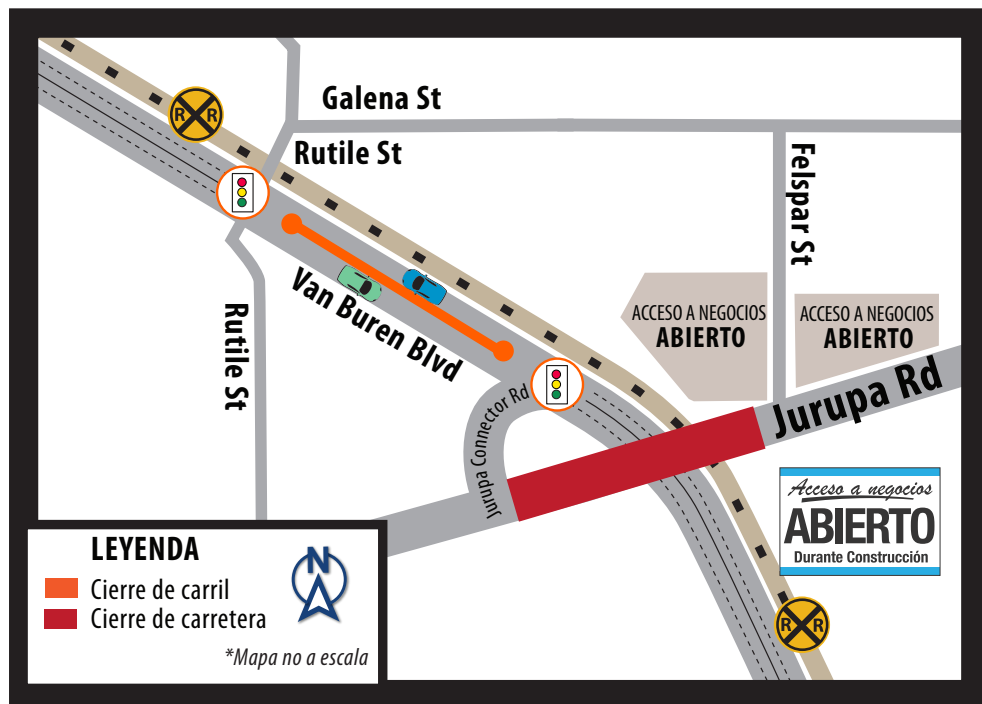 Galena St
R R
Rutile St
Felspar St
Van Buren Blvd
Rutile St
ACCESO A NEGOCIOS
ABIERTO
ACCESO A NEGOCIOS
ABIERTO
Jurupa Connector Rd
Jurupa Rd
Acceso a negocios
ABIERTO
Durante Construcción
LEYENDA
N
Cierre de carril
Cierre de carretera
*Mapa no a escala
R R